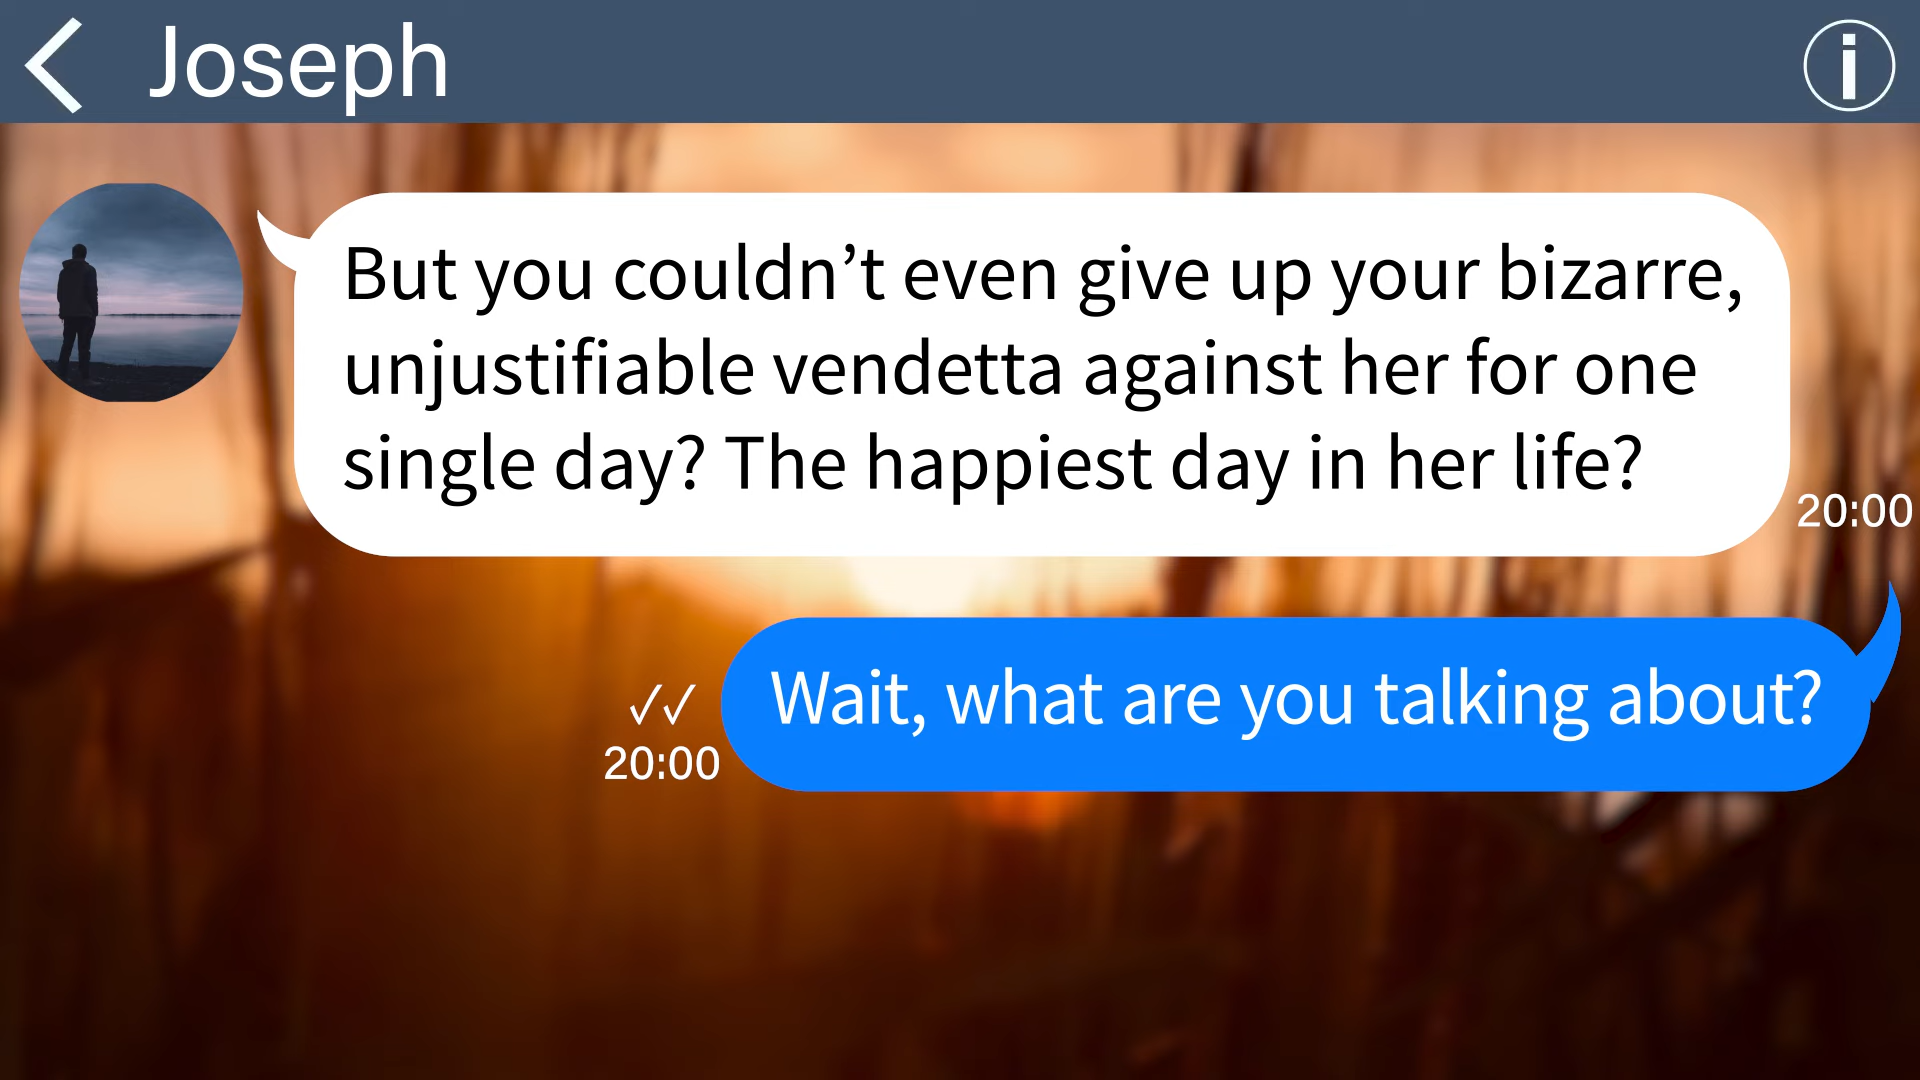 Joseph
But you couldn’t even give up your bizarre,
unjustifiable vendetta against her for one
single day? The happiest day in her life?
20:00
Wait, what are you talking about?
✓✓
20:00